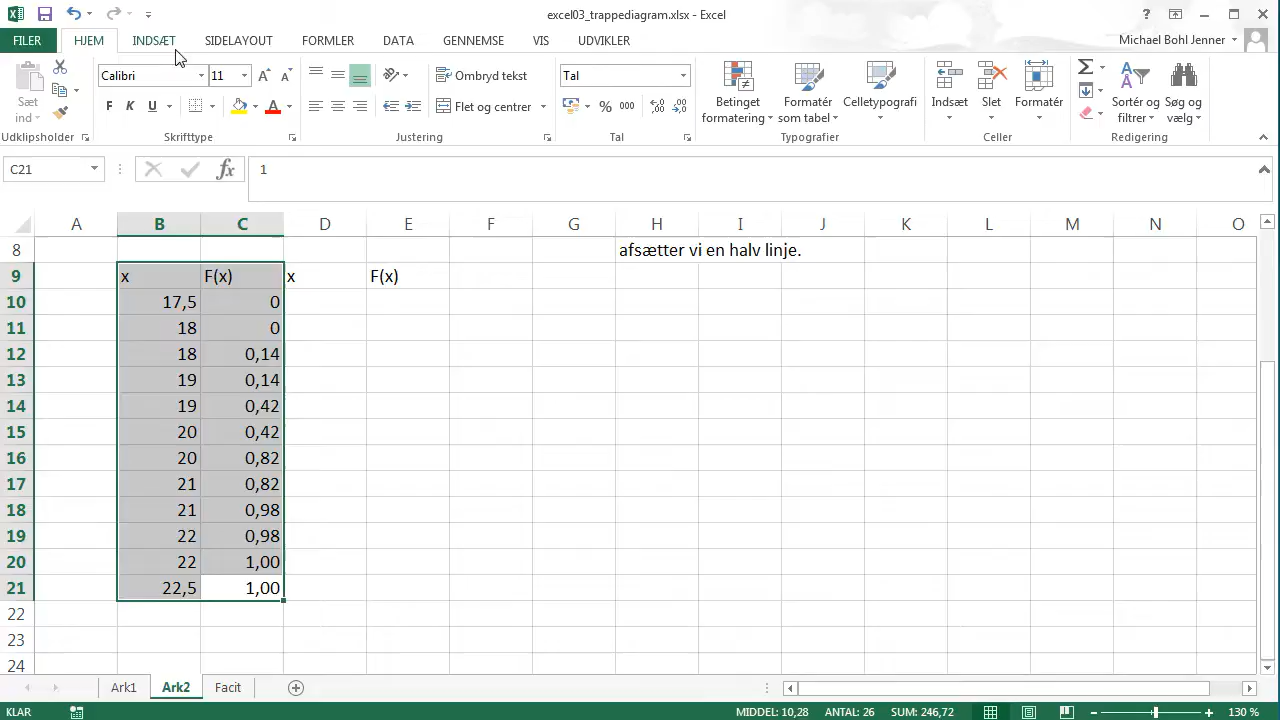 excel03_trappediagram.xlsx - Excel
?
FILER HJEM INDSÆT SIDELAYOUT FORMLER DATA GENNEMSE VIS UDVIKLER Michael Bohl Jenner
Sæt ind
Calibri 11
F K U
Ombryd tekst
Flet og centrer
Tal
% 000
Betinget formatering
Formatér som tabel
Celletypografi
Indsæt
Slet
Formatér
Sortér og filtrer
Søg og vælg
Udklipsholder Skrifttype Justering Tal Typografier Celler Redigering
C21 fx 1
A B C D E F G H I J K L M N O
8 afsætter vi en halv linje.
9 x F(x) x F(x)
10 17,5 0
11 18 0
12 18 0,14
13 19 0,14
14 19 0,42
15 20 0,42
16 20 0,82
17 21 0,82
18 21 0,98
19 22 0,98
20 22 1,00
21 22,5 1,00
22
23
24
Ark1 Ark2 Facit
KLAR MIDDEL: 10,28 ANTAL: 26 SUM: 246,72 130 %